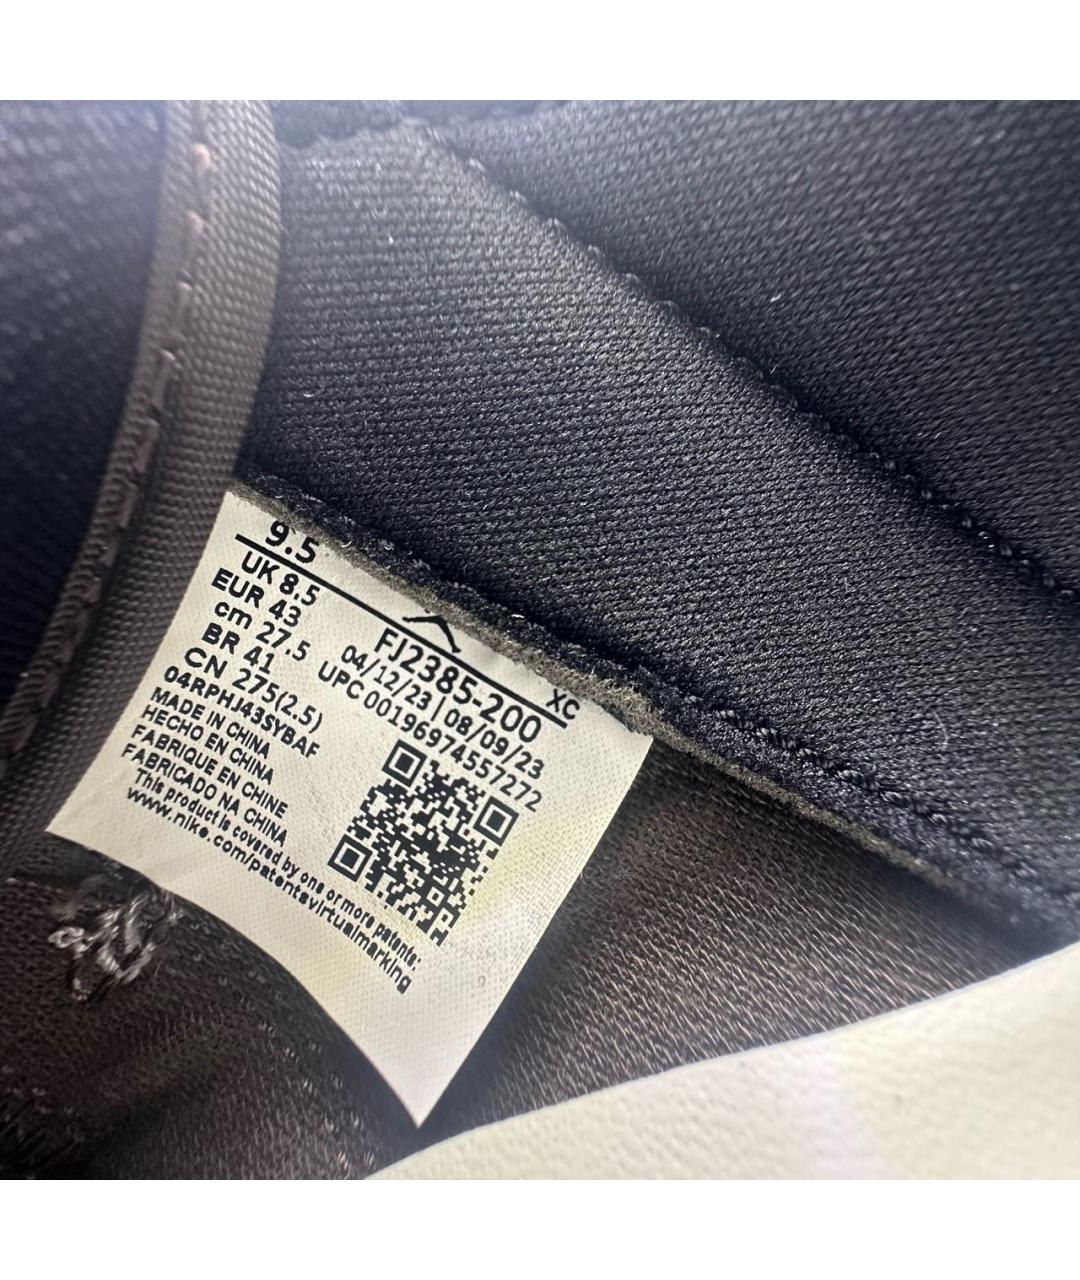 9.5
UK 8.5
EUR 43
cm 27.5
BR 41
CN 275(2.5)
04RPHJ43SYBAF
MADE IN CHINA
HECHO EN CHINA
FABRIQUE EN CHINE
FABRICADO NA CHINA
This product is covered by one or more patents:
www.nike.com/patentsvirtualmarking
XC
FJ2385-200
04/12/23 | 08/09/23
UPC 00196974557272